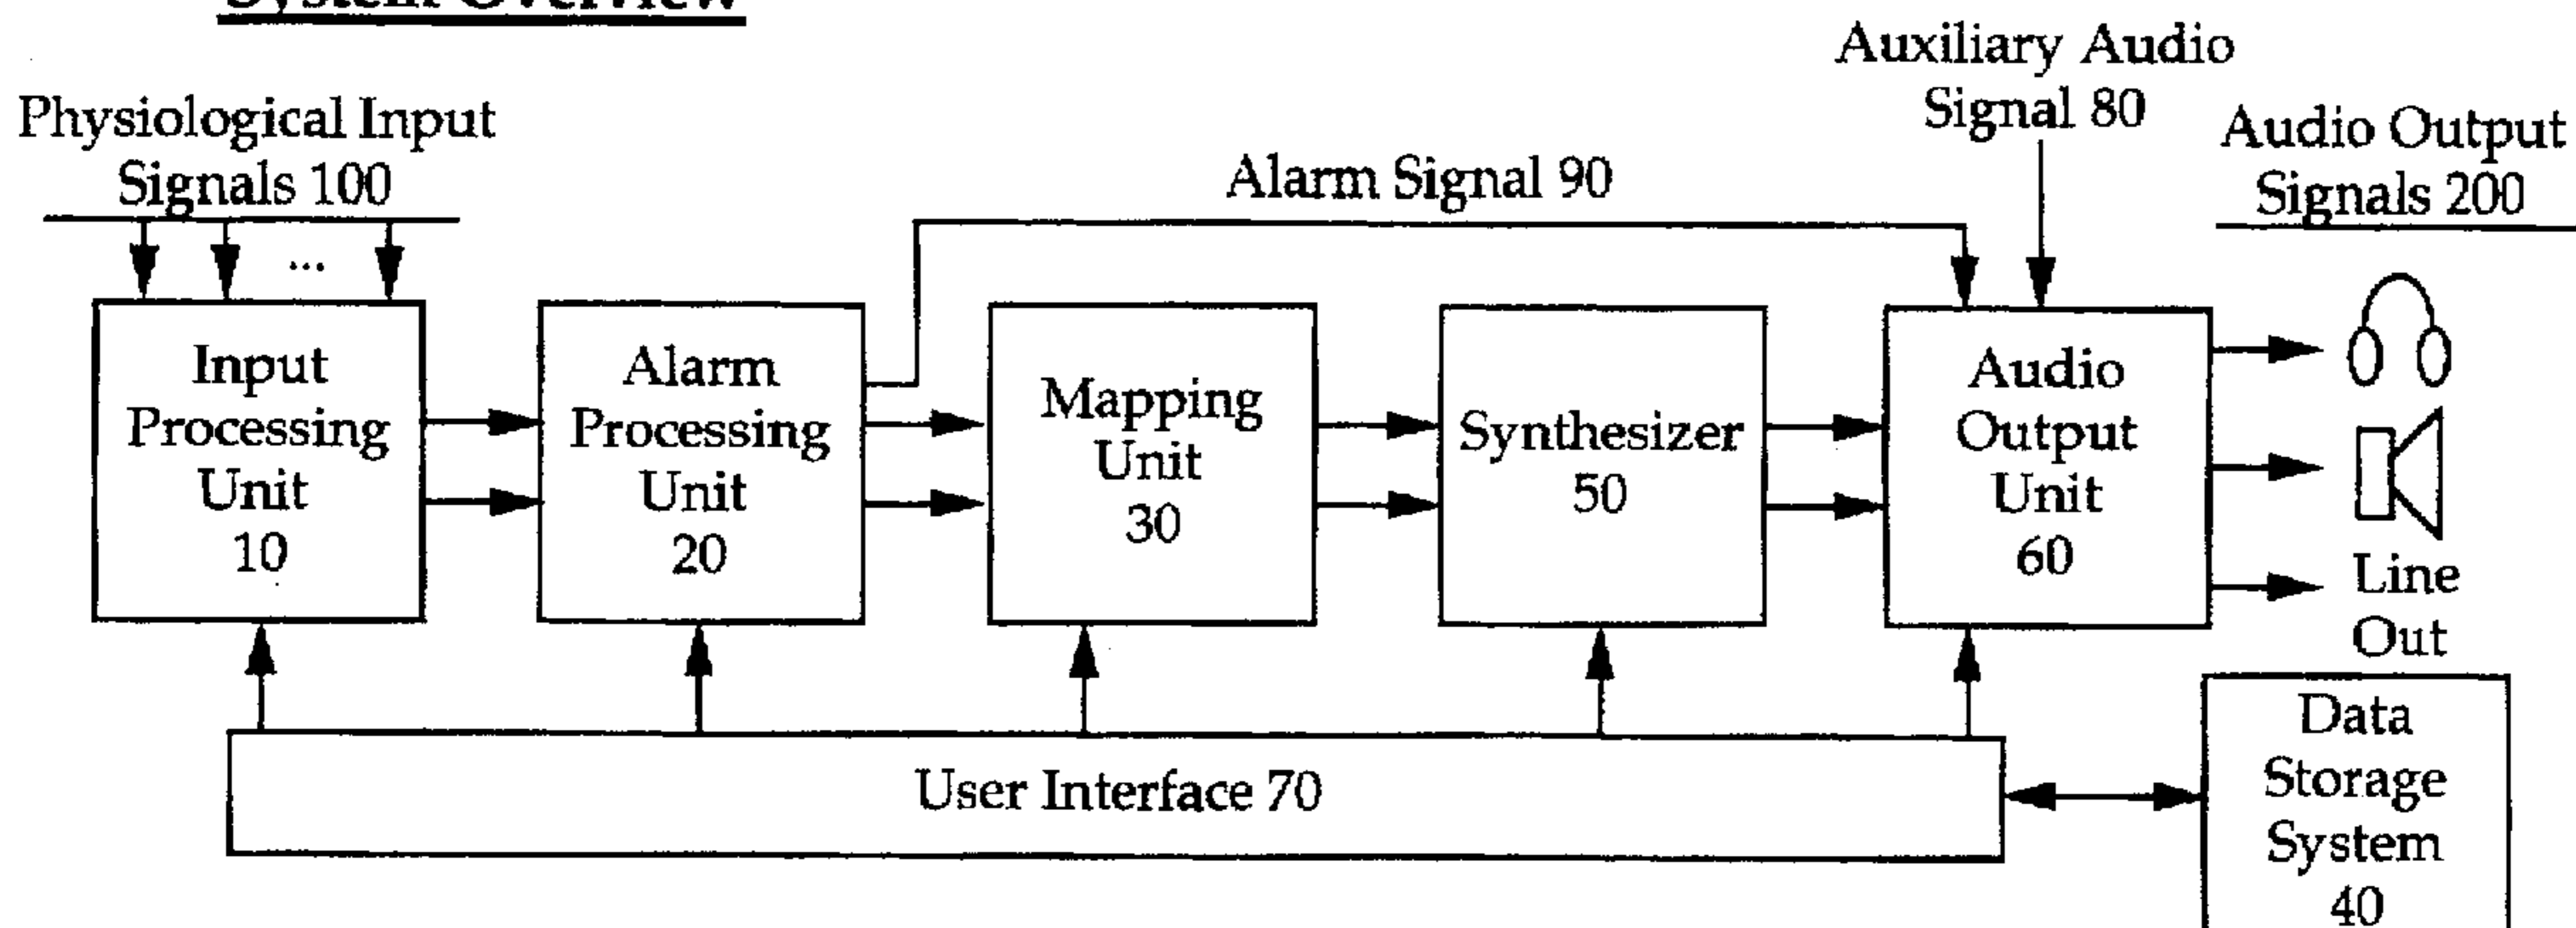 System Overview
Auxiliary Audio
Signal 80
Physiological Input
Signals 100
Alarm Signal 90
Audio Output
Signals 200
...
Input
Processing
Unit
10
Alarm
Processing
Unit
20
Mapping
Unit
30
Synthesizer
50
Audio
Output
Unit
60
Line
Out
User Interface 70
Data
Storage
System
40